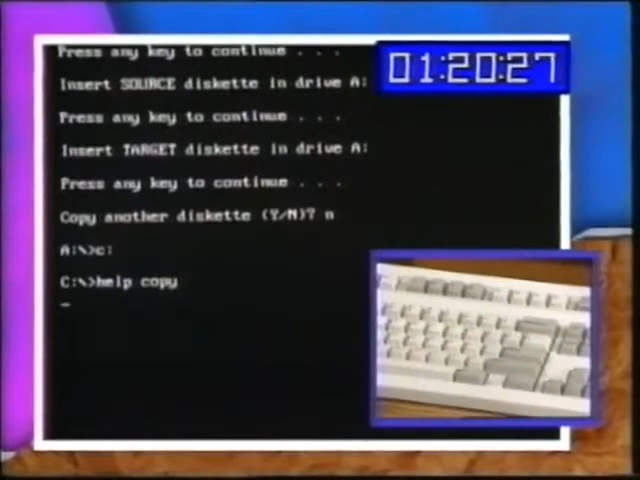 Press any key to continue . . .
01:20:27
Insert SOURCE diskette in drive A:
Press any key to continue . . .
Insert TARGET diskette in drive A:
Press any key to continue . . .
Copy another diskette (Y/N)? n
A:\>c:
C:\>help copy
_